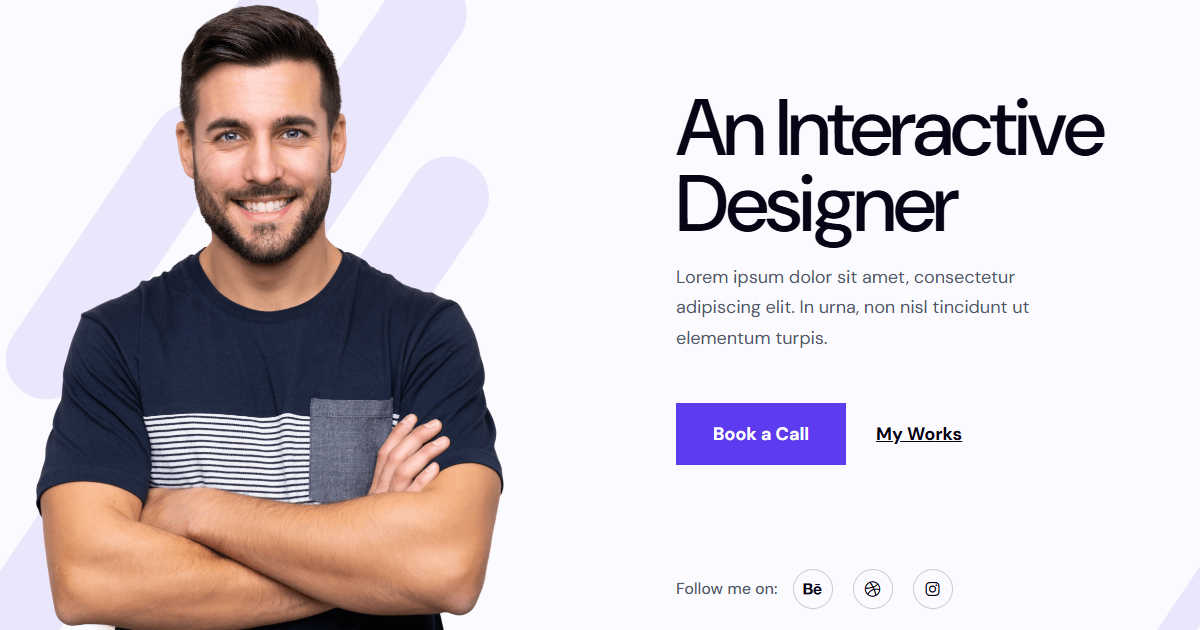 An Interactive
Designer
Lorem ipsum dolor sit amet, consectetur
adipiscing elit. In urna, non nisl tincidunt ut
elementum turpis.
Book a Call
My Works
Follow me on:
Bē